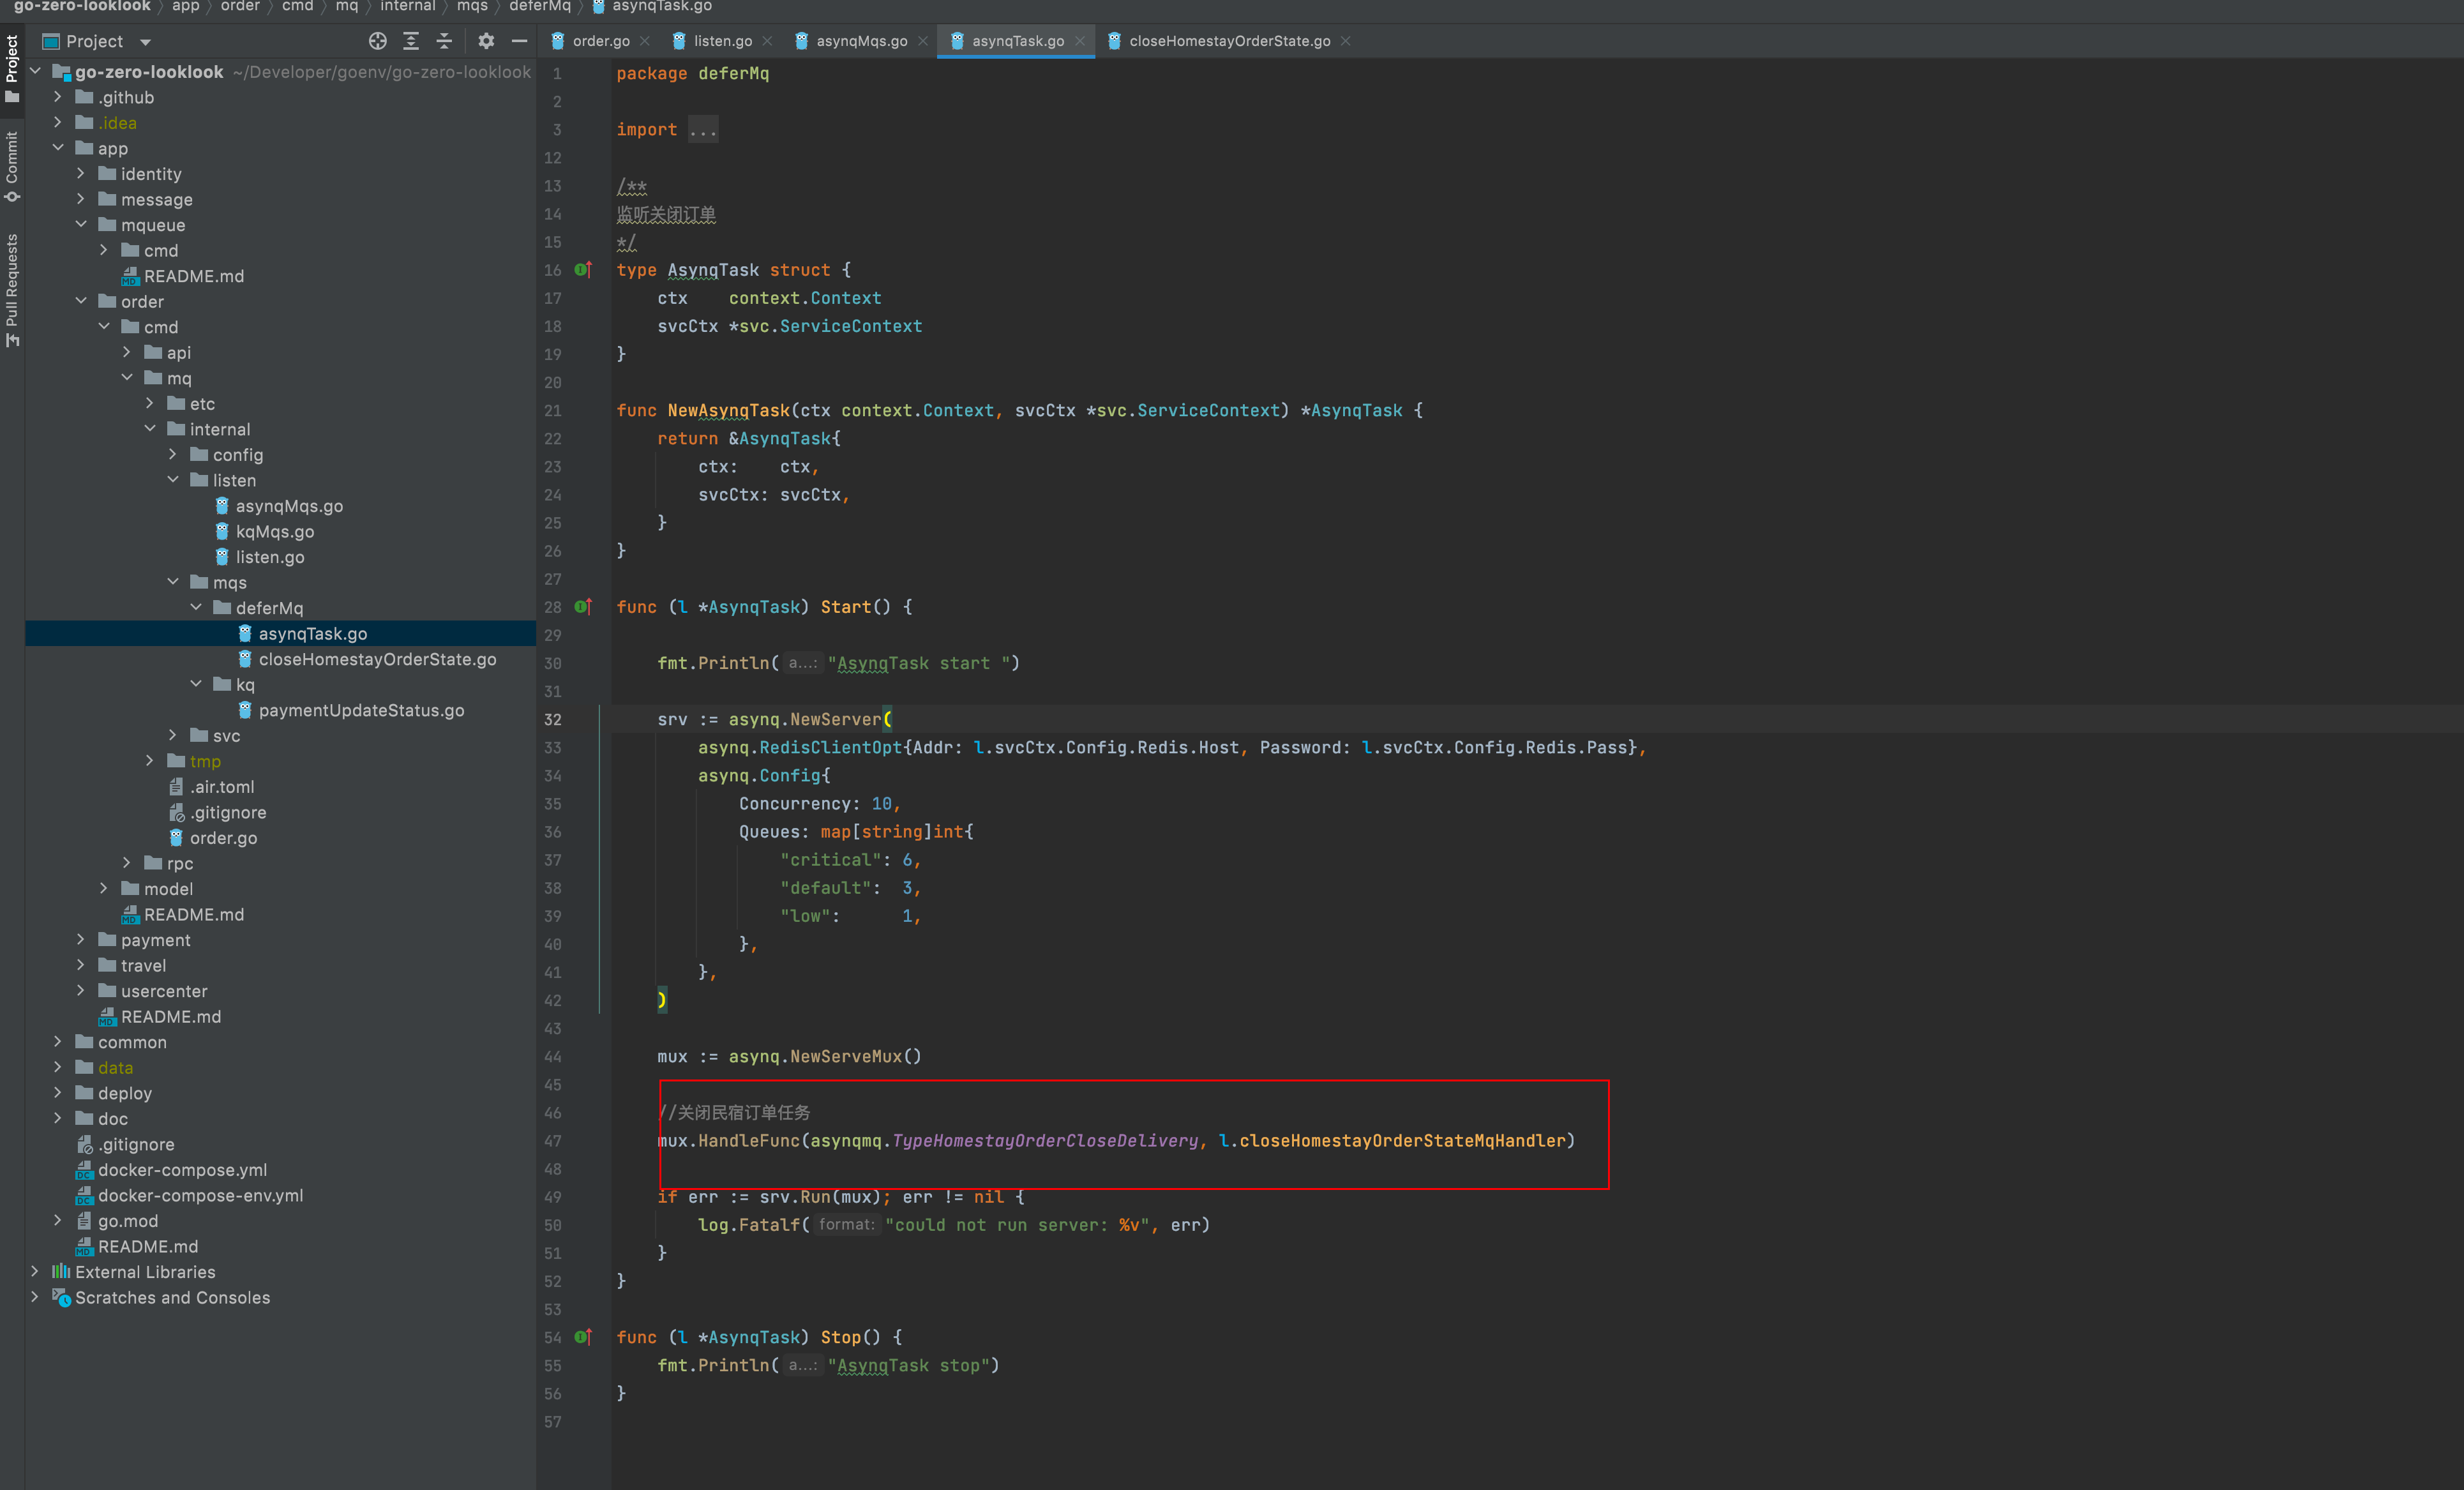 go-zero-looklook › app › order › cmd › mq › internal › mqs › deferMq › asynqTask.go
Project
Commit
Pull Requests
Project
go-zero-looklook ~/Developer/goenv/go-zero-looklook
.github
.idea
app
identity
message
mqueue
cmd
README.md
order
cmd
api
mq
etc
internal
config
listen
asynqMqs.go
kqMqs.go
listen.go
mqs
deferMq
asynqTask.go
closeHomestayOrderState.go
kq
paymentUpdateStatus.go
svc
tmp
.air.toml
.gitignore
order.go
rpc
model
README.md
payment
travel
usercenter
README.md
common
data
deploy
doc
.gitignore
docker-compose.yml
docker-compose-env.yml
go.mod
README.md
External Libraries
Scratches and Consoles
order.go listen.go asynqMqs.go asynqTask.go closeHomestayOrderState.go
1 package deferMq
2
3 import ...
12
13 /**
14 监听关闭订单
15 */
16 type AsynqTask struct {
17 ctx context.Context
18 svcCtx *svc.ServiceContext
19 }
20
21 func NewAsynqTask(ctx context.Context, svcCtx *svc.ServiceContext) *AsynqTask {
22 return &AsynqTask{
23 ctx: ctx,
24 svcCtx: svcCtx,
25 }
26 }
27
28 func (l *AsynqTask) Start() {
29
30 fmt.Println( a...: "AsynqTask start ")
31
32 srv := asynq.NewServer(
33 asynq.RedisClientOpt{Addr: l.svcCtx.Config.Redis.Host, Password: l.svcCtx.Config.Redis.Pass},
34 asynq.Config{
35 Concurrency: 10,
36 Queues: map[string]int{
37 "critical": 6,
38 "default": 3,
39 "low": 1,
40 },
41 },
42 )
43
44 mux := asynq.NewServeMux()
45
46 //关闭民宿订单任务
47 mux.HandleFunc(asynqmq.TypeHomestayOrderCloseDelivery, l.closeHomestayOrderStateMqHandler)
48
49 if err := srv.Run(mux); err != nil {
50 log.Fatalf( format: "could not run server: %v", err)
51 }
52 }
53
54 func (l *AsynqTask) Stop() {
55 fmt.Println( a...: "AsynqTask stop")
56 }
57